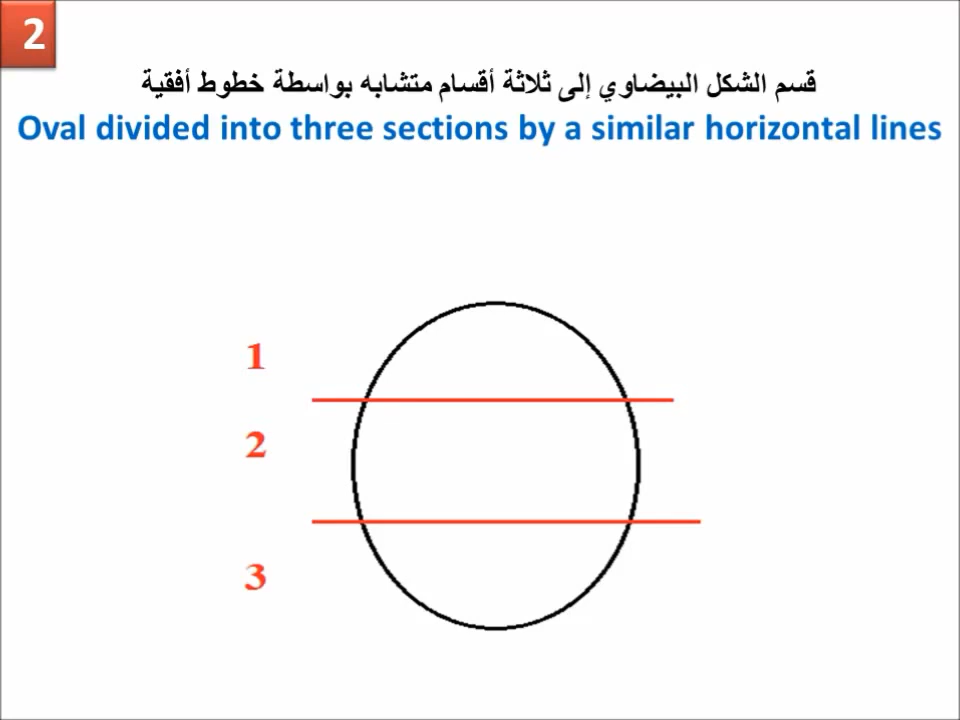 2
قسم الشكل البيضاوي إلى ثلاثة أقسام متشابه بواسطة خطوط أفقية
Oval divided into three sections by a similar horizontal lines
1
2
3